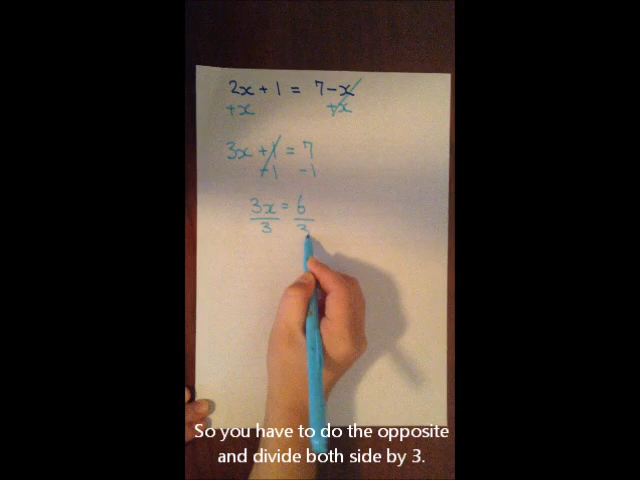 2x + 1 = 7 - x
+x +x
3x + 1 = 7
-1 -1
3x = 6
3 3
So you have to do the opposite
and divide both side by 3.